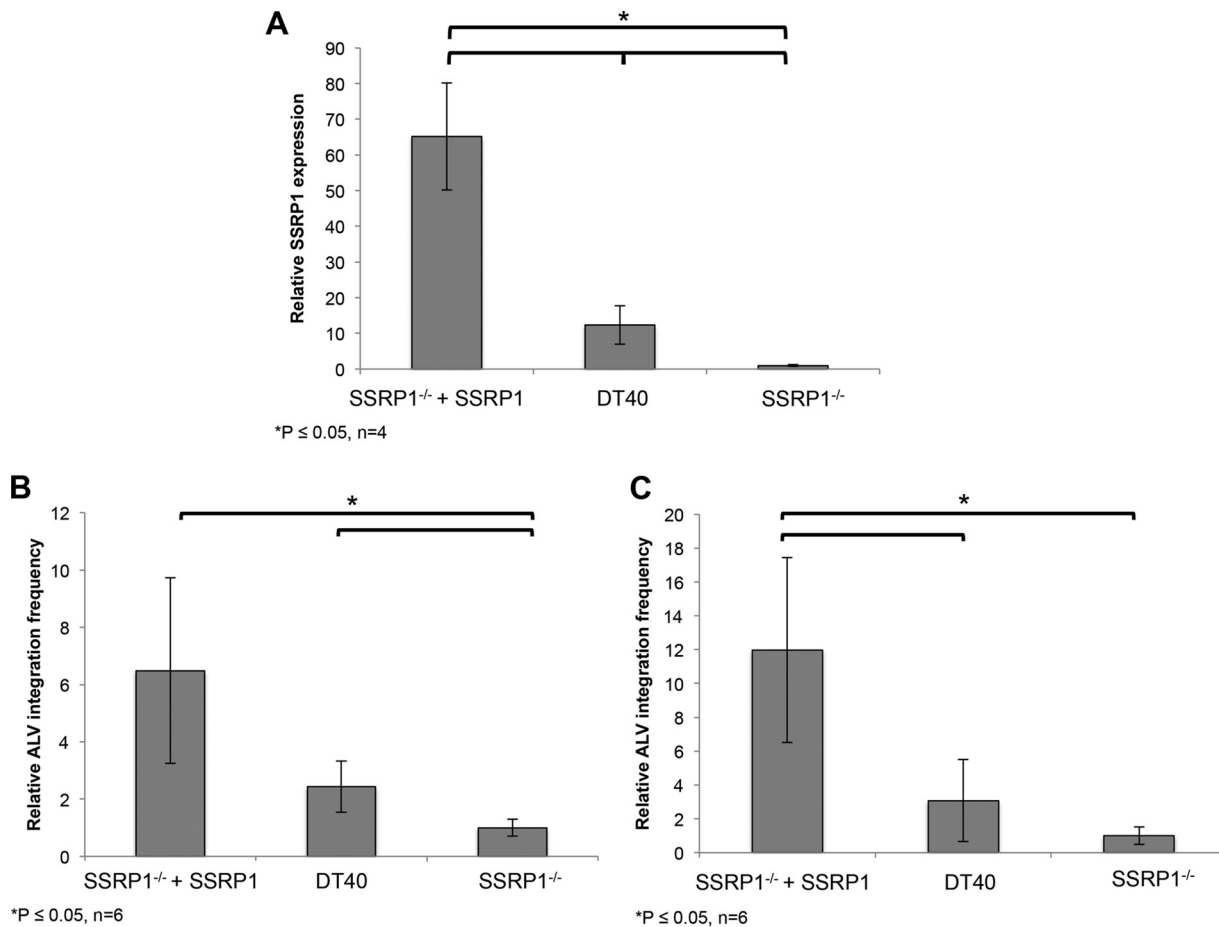 A
*
90
80
70
60
50
40
30
20
10
0
Relative SSRP1 expression
SSRP1-/- + SSRP1 DT40 SSRP1-/-
*P ≤ 0.05, n=4
B
*
12
10
8
6
4
2
0
Relative ALV integration frequency
SSRP1-/- + SSRP1 DT40 SSRP1-/-
*P ≤ 0.05, n=6
C
*
20
18
16
14
12
10
8
6
4
2
0
Relative ALV integration frequency
SSRP1-/- + SSRP1 DT40 SSRP1-/-
*P ≤ 0.05, n=6